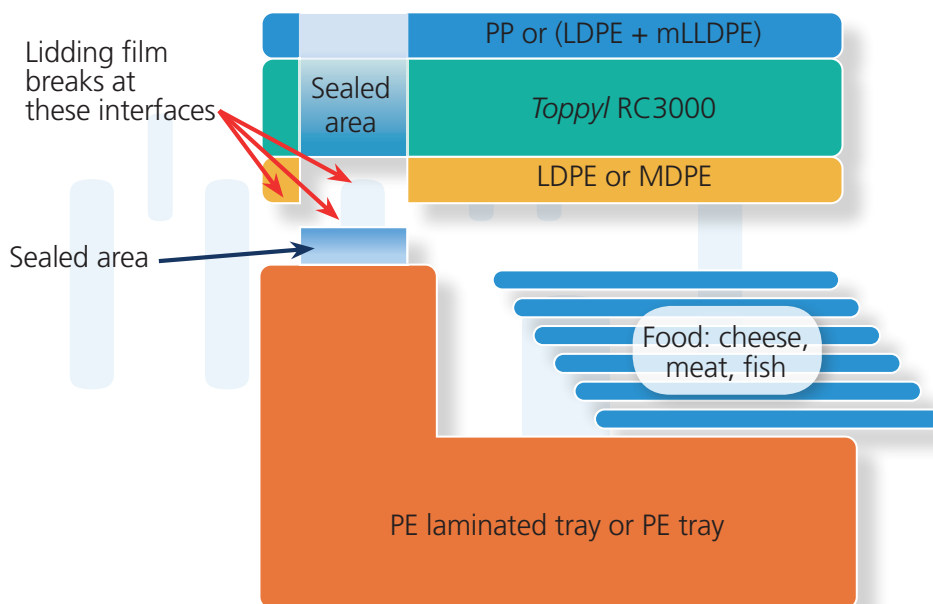 Lidding film
breaks at
these interfaces
PP or (LDPE + mLLDPE)
Sealed
area
Toppyl RC3000
LDPE or MDPE
Sealed area
Food: cheese,
meat, fish
PE laminated tray or PE tray